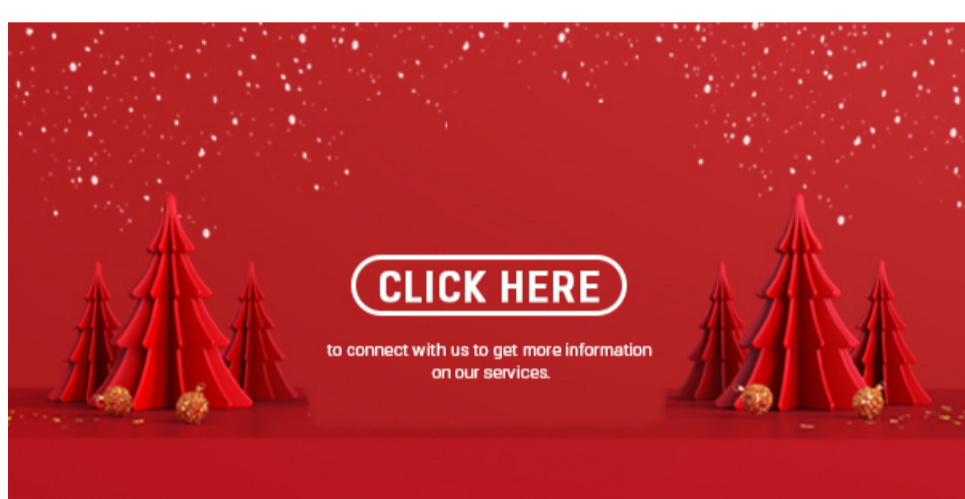 CLICK HERE
to connect with us to get more information
on our services.